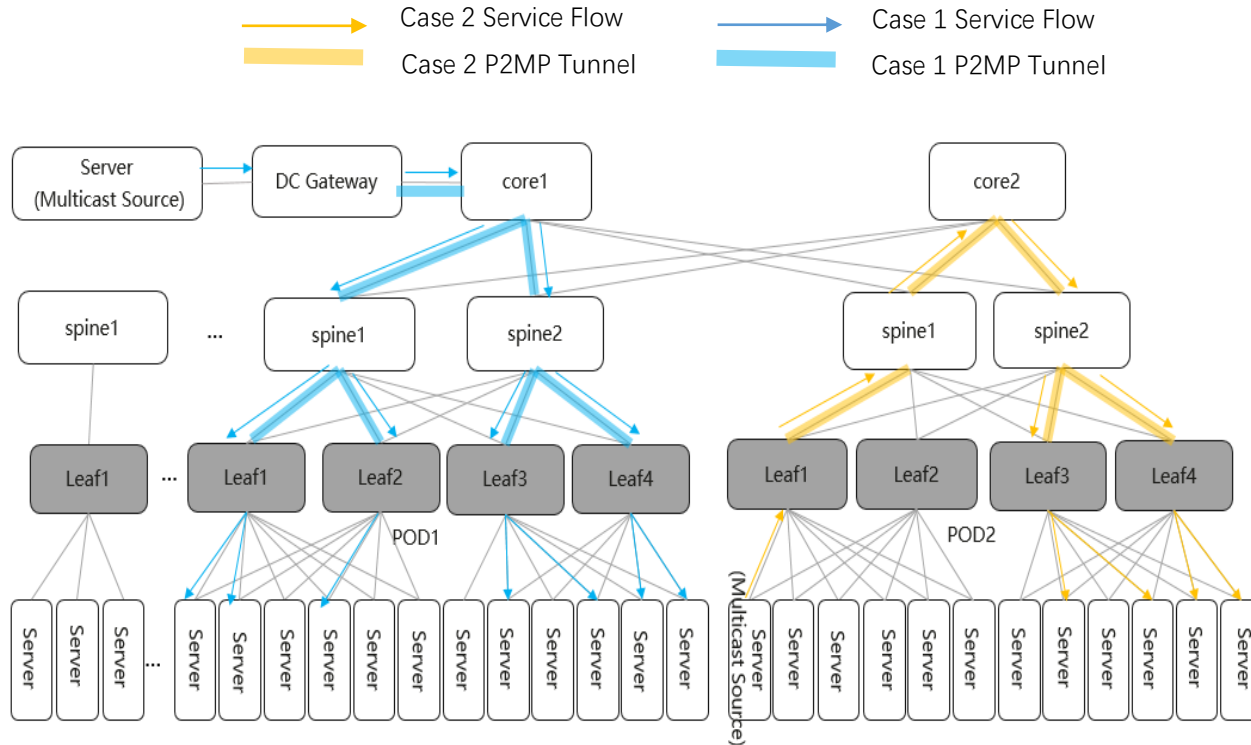 Case 2 Service Flow
Case 1 Service Flow
Case 2 P2MP Tunnel
Case 1 P2MP Tunnel
Server
(Multicast Source)
DC Gateway
core1
core2
spine1
...
spine1
spine2
spine1
spine2
Leaf1
...
Leaf1
Leaf2
Leaf3
Leaf4
Leaf1
Leaf2
Leaf3
Leaf4
POD1
POD2
Server
Server
Server
...
Server
Server
Server
Server
Server
Server
Server
Server
Server
Server
Server
Server
(Multicast Source)
Server
Server
Server
Server
Server
Server
Server
Server
Server
Server
Server
Server